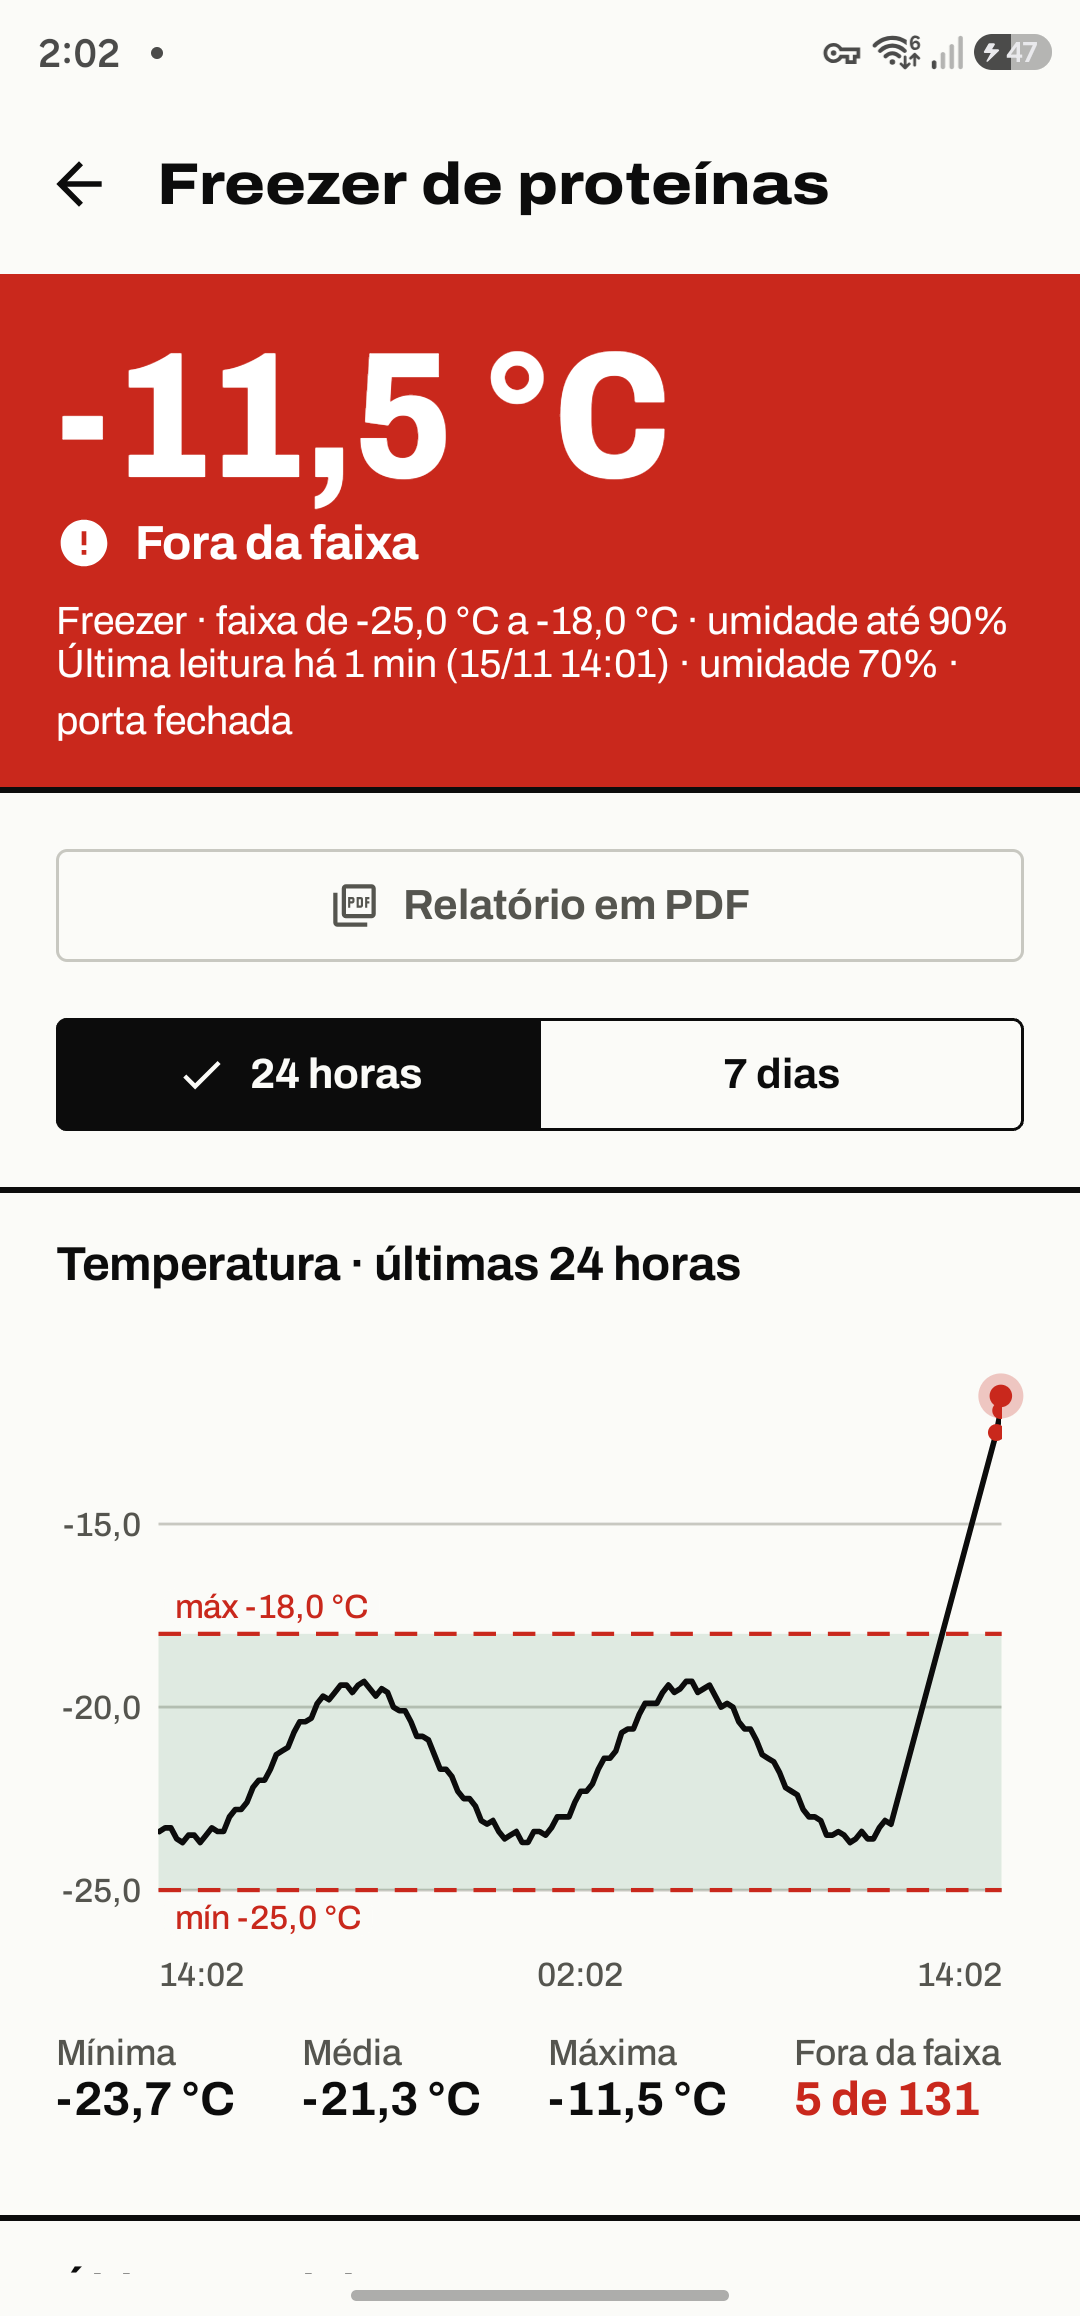 2:02
6
47
Freezer de proteínas
-11,5 °C
Fora da faixa
Freezer · faixa de -25,0 °C a -18,0 °C · umidade até 90%
Última leitura há 1 min (15/11 14:01) · umidade 70% ·
porta fechada
PDF Relatório em PDF
24 horas
7 dias
Temperatura · últimas 24 horas
-15,0
máx -18,0 °C
-20,0
-25,0
mín -25,0 °C
14:02 02:02 14:02
Mínima Média Máxima Fora da faixa
-23,7 °C -21,3 °C -11,5 °C 5 de 131